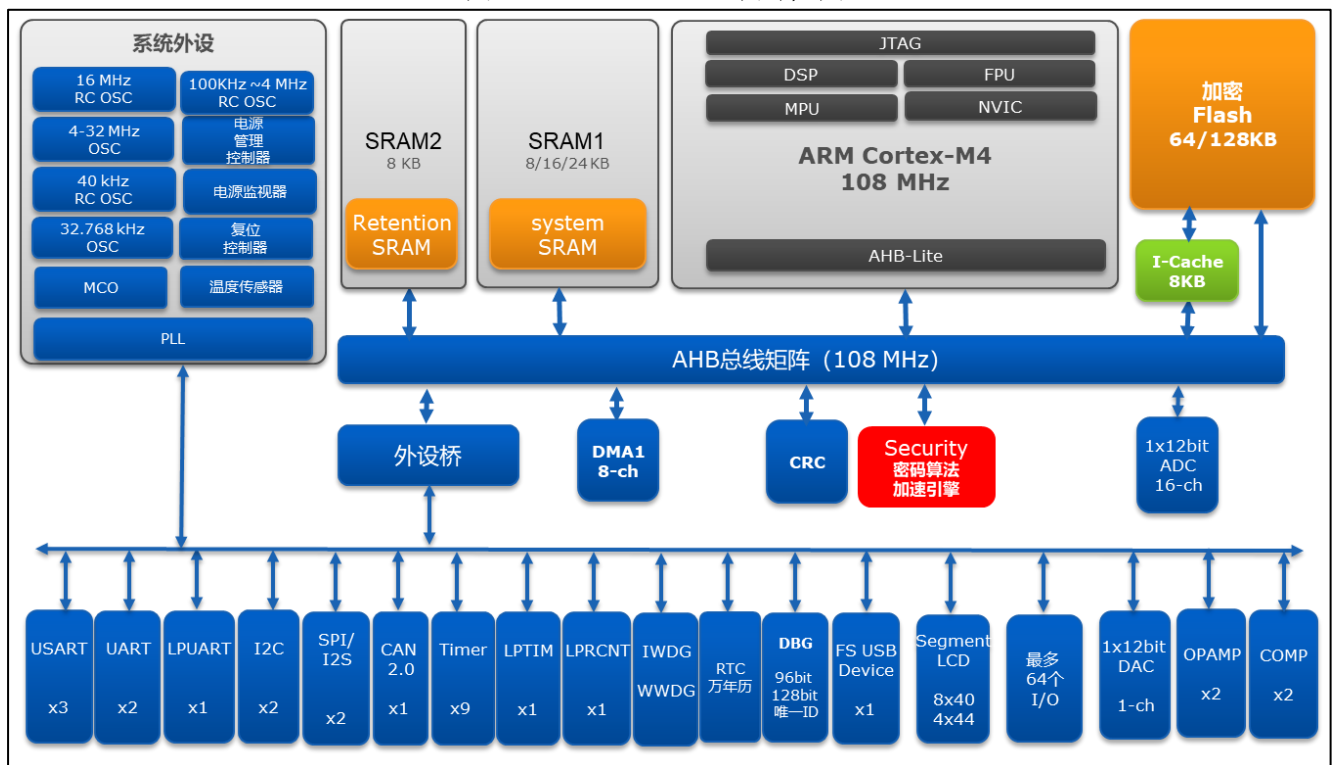 系统外设
16 MHz
RC OSC
100KHz ~4 MHz
RC OSC
4-32 MHz
OSC
电源
管理
控制器
40 kHz
RC OSC
电源监视器
32.768 kHz
OSC
复位
控制器
MCO
温度传感器
PLL
SRAM2
8 KB
Retention
SRAM
SRAM1
8/16/24 KB
system
SRAM
JTAG
DSP
FPU
MPU
NVIC
ARM Cortex-M4
108 MHz
AHB-Lite
加密
Flash
64/128KB
I-Cache
8KB
AHB总线矩阵 (108 MHz)
外设桥
DMA1
8-ch
CRC
Security
密码算法
加速引擎
1x12bit
ADC
16-ch
USART
x3
UART
x2
LPUART
x1
I2C
x2
SPI/
I2S
x2
CAN
2.0
x1
Timer
x9
LPTIM
x1
LPRCNT
x1
IWDG
WWDG
RTC
万年历
DBG
96bit
128bit
唯一ID
FS USB
Device
x1
Segment
LCD
8x40
4x44
最多
64个
I/O
1x12bit
DAC
1-ch
OPAMP
x2
COMP
x2